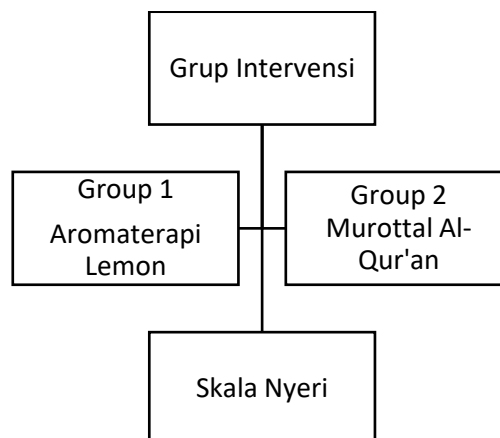 Grup Intervensi
Group 1
Aromaterapi
Lemon
Group 2
Murottal Al-
Qur'an
Skala Nyeri